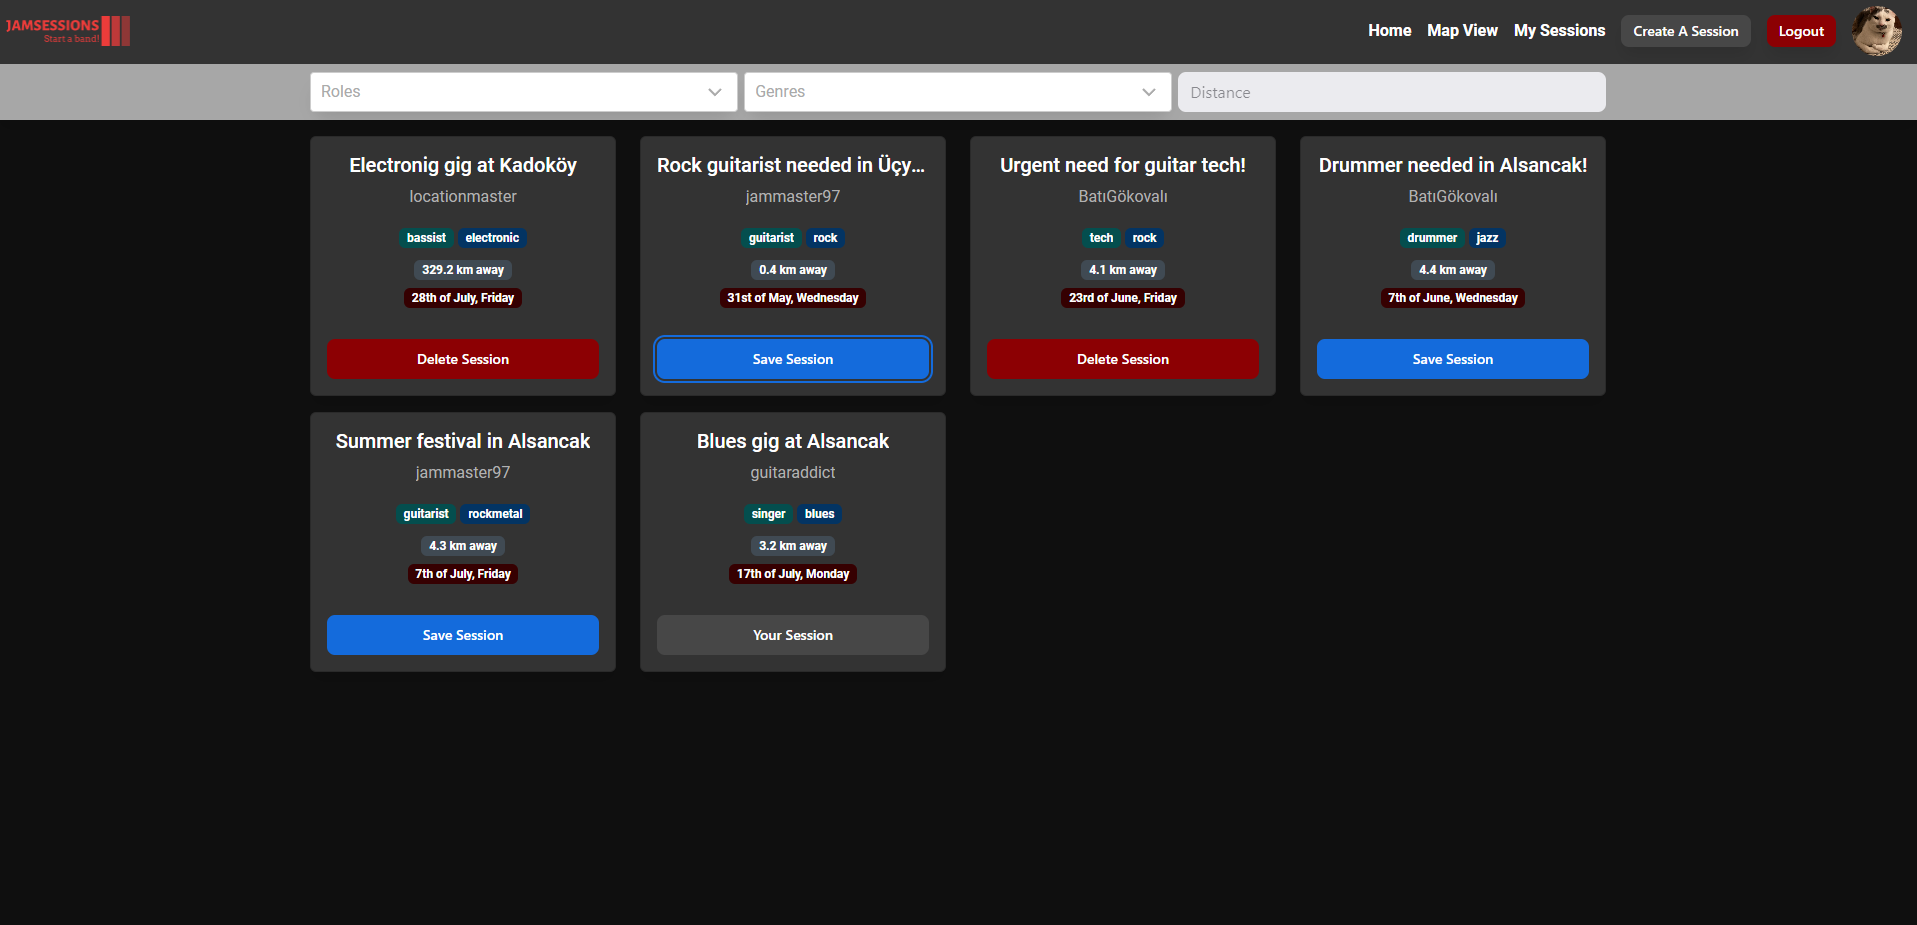 JAMSESSIONS
Start a band!
Home Map View My Sessions Create A Session Logout
Roles Genres Distance
Electronig gig at Kadoköy
locationmaster
bassist electronic
329.2 km away
28th of July, Friday
Delete Session
Rock guitarist needed in Üçy...
jammaster97
guitarist rock
0.4 km away
31st of May, Wednesday
Save Session
Urgent need for guitar tech!
BatıGökovalı
tech rock
4.1 km away
23rd of June, Friday
Delete Session
Drummer needed in Alsancak!
BatıGökovalı
drummer jazz
4.4 km away
7th of June, Wednesday
Save Session
Summer festival in Alsancak
jammaster97
guitarist rockmetal
4.3 km away
7th of July, Friday
Save Session
Blues gig at Alsancak
guitaraddict
singer blues
3.2 km away
17th of July, Monday
Your Session